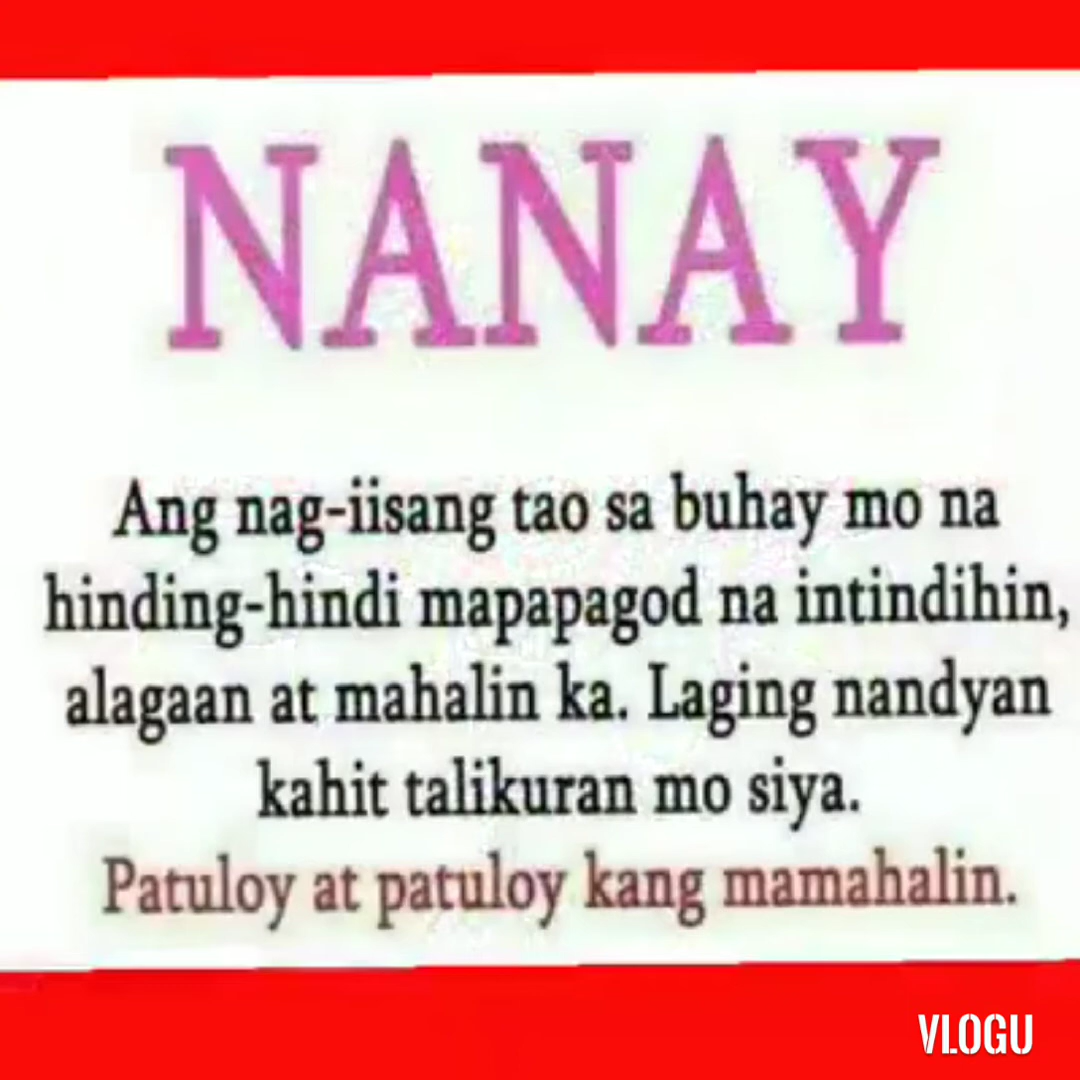 NANAY
Ang nag-iisang tao sa buhay mo na
hinding-hindi mapapagod na intindihin,
alagaan at mahalin ka. Laging nandyan
kahit talikuran mo siya.
Patuloy at patuloy kang mamahalin.
VLOGU